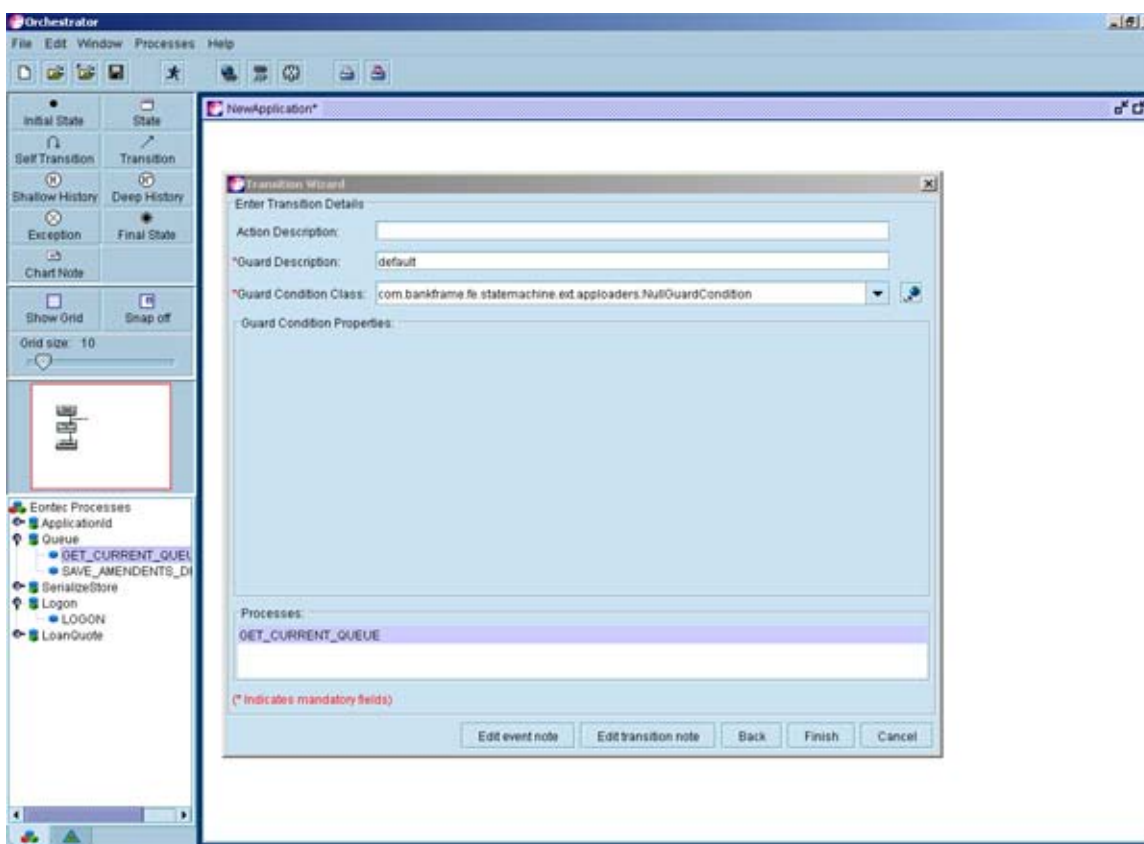 Orchestrator
File Edit Window Processes Help
Initial State
State
Self Transition
Transition
Shallow History
Deep History
Exception
Final State
Chart Note
Show Grid
Snap off
Grid size: 10
NewApplication*
Transition Wizard
Enter Transition Details
Action Description:
*Guard Description: default
*Guard Condition Class: com.bankframe.fe.statemachine.ext.apploaders.NullGuardCondition
Guard Condition Properties:
Processes:
GET_CURRENT_QUEUE
(* Indicates mandatory fields)
Edit event note
Edit transition note
Back
Finish
Cancel
Eontec Processes
ApplicationId
Queue
GET_CURRENT_QUEU
SAVE_AMENDENTS_DI
SerializeStore
Logon
LOGON
LoanQuote